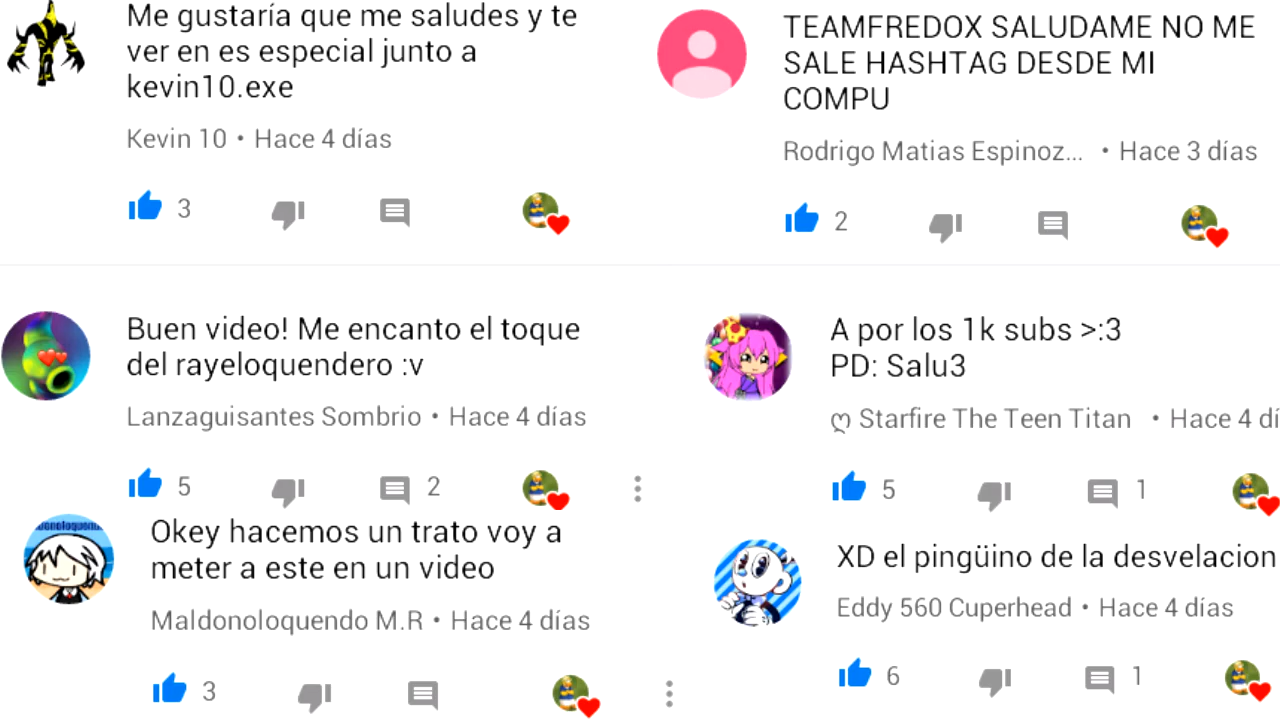 Me gustaría que me saludes y te
ver en es especial junto a
kevin10.exe
Kevin 10 • Hace 4 días
3
TEAMFREDOX SALUDAME NO ME
SALE HASHTAG DESDE MI
COMPU
Rodrigo Matias Espinoz... • Hace 3 días
2
Buen video! Me encanto el toque
del rayeloquendero :v
Lanzaguisantes Sombrio • Hace 4 días
5 2
A por los 1k subs >:3
PD: Salu3
ღ Starfire The Teen Titan • Hace 4 dí
5 1
Okey hacemos un trato voy a
meter a este en un video
Maldonoloquendo M.R • Hace 4 días
3
XD el pingüino de la desvelacion
Eddy 560 Cuperhead • Hace 4 días
6 1